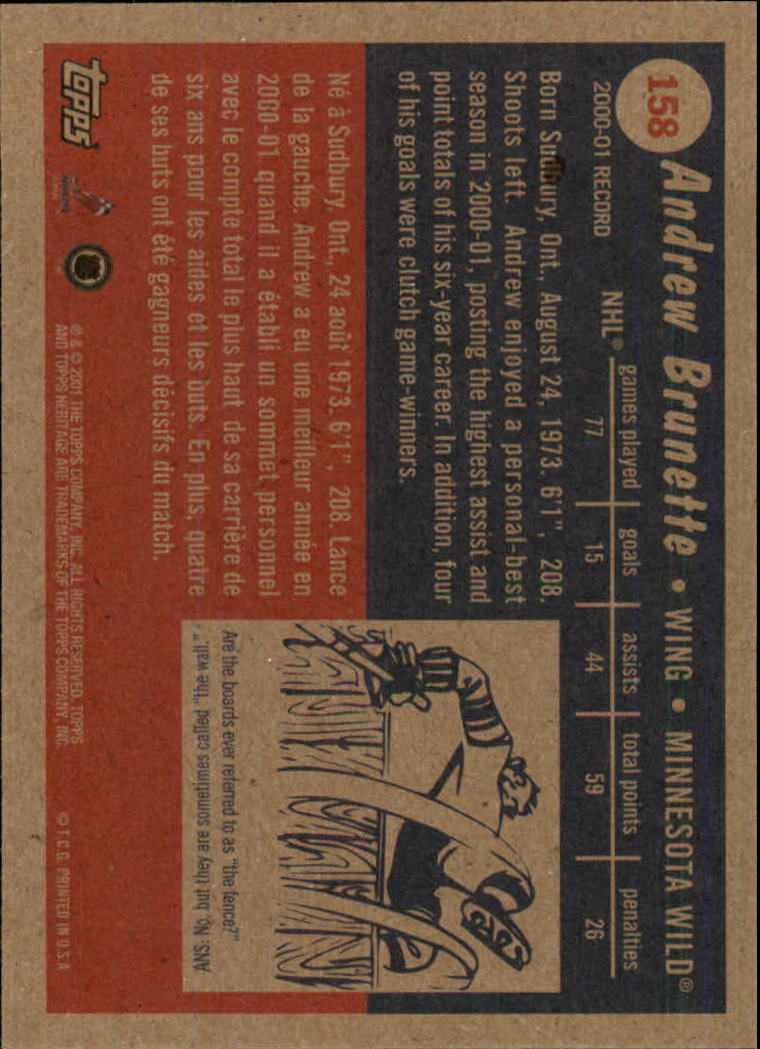 158
Andrew Brunette • WING • MINNESOTA WILD®
2000-01 RECORD
games played goals assists total points penalties
NHL® 77 15 44 59 26
Born Sudbury, Ont., August 24, 1973. 6'1", 208.
Shoots left. Andrew enjoyed a personal-best
season in 2000-01, posting the highest assist and
point totals of his six-year career. In addition, four
of his goals were clutch game-winners.
Né à Sudbury, Ont., 24 août 1973. 6'1", 208. Lance
de la gauche. Andrew a eu une meilleur année en
2000-01 quand il a établi un sommet personnel
avec le compte total le plus haut de sa carrière de
six ans pour les aides et les buts. En plus, quatre
de ses buts ont été gagneurs décisifs du match.
Are the boards ever referred to as "the fence?"
ANS: No, but they are sometimes called "the wall."
topps
NHLPA
NHL
® & © 2001 THE TOPPS COMPANY, INC. ALL RIGHTS RESERVED. TOPPS
AND TOPPS HERITAGE ARE TRADEMARKS OF THE TOPPS COMPANY, INC.
© T.C.G. PRINTED IN U.S.A